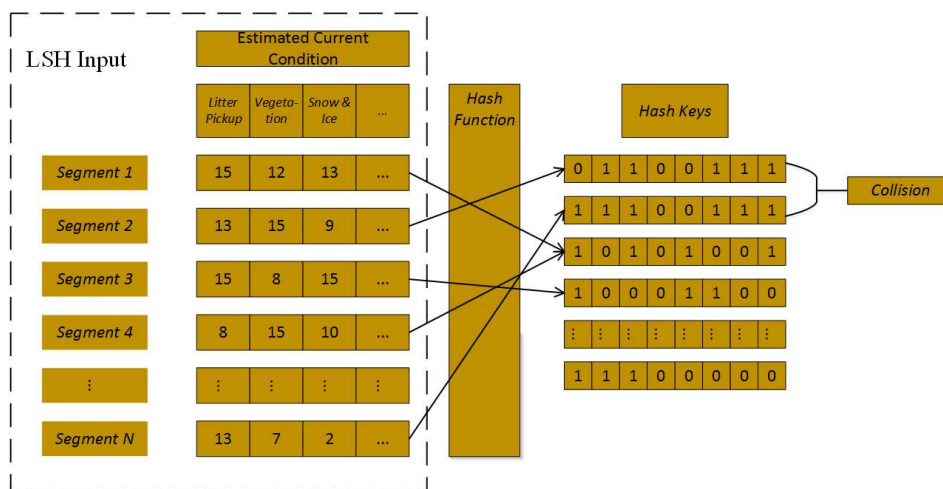 LSH Input
Estimated Current
Condition
Litter
Pickup
Vegeta-
tion
Snow &
Ice
...
Hash
Function
Hash Keys
Segment 1 15 12 13 ...
0 1 1 0 0 1 1 1
Collision
Segment 2 13 15 9 ...
1 1 1 0 0 1 1 1
Segment 3 15 8 15 ...
1 0 1 0 1 0 0 1
Segment 4 8 15 10 ...
1 0 0 0 1 1 0 0
⋮ ⋮ ⋮ ⋮ ⋮
⋮ ⋮ ⋮ ⋮ ⋮ ⋮ ⋮ ⋮
Segment N 13 7 2 ...
1 1 1 0 0 0 0 0